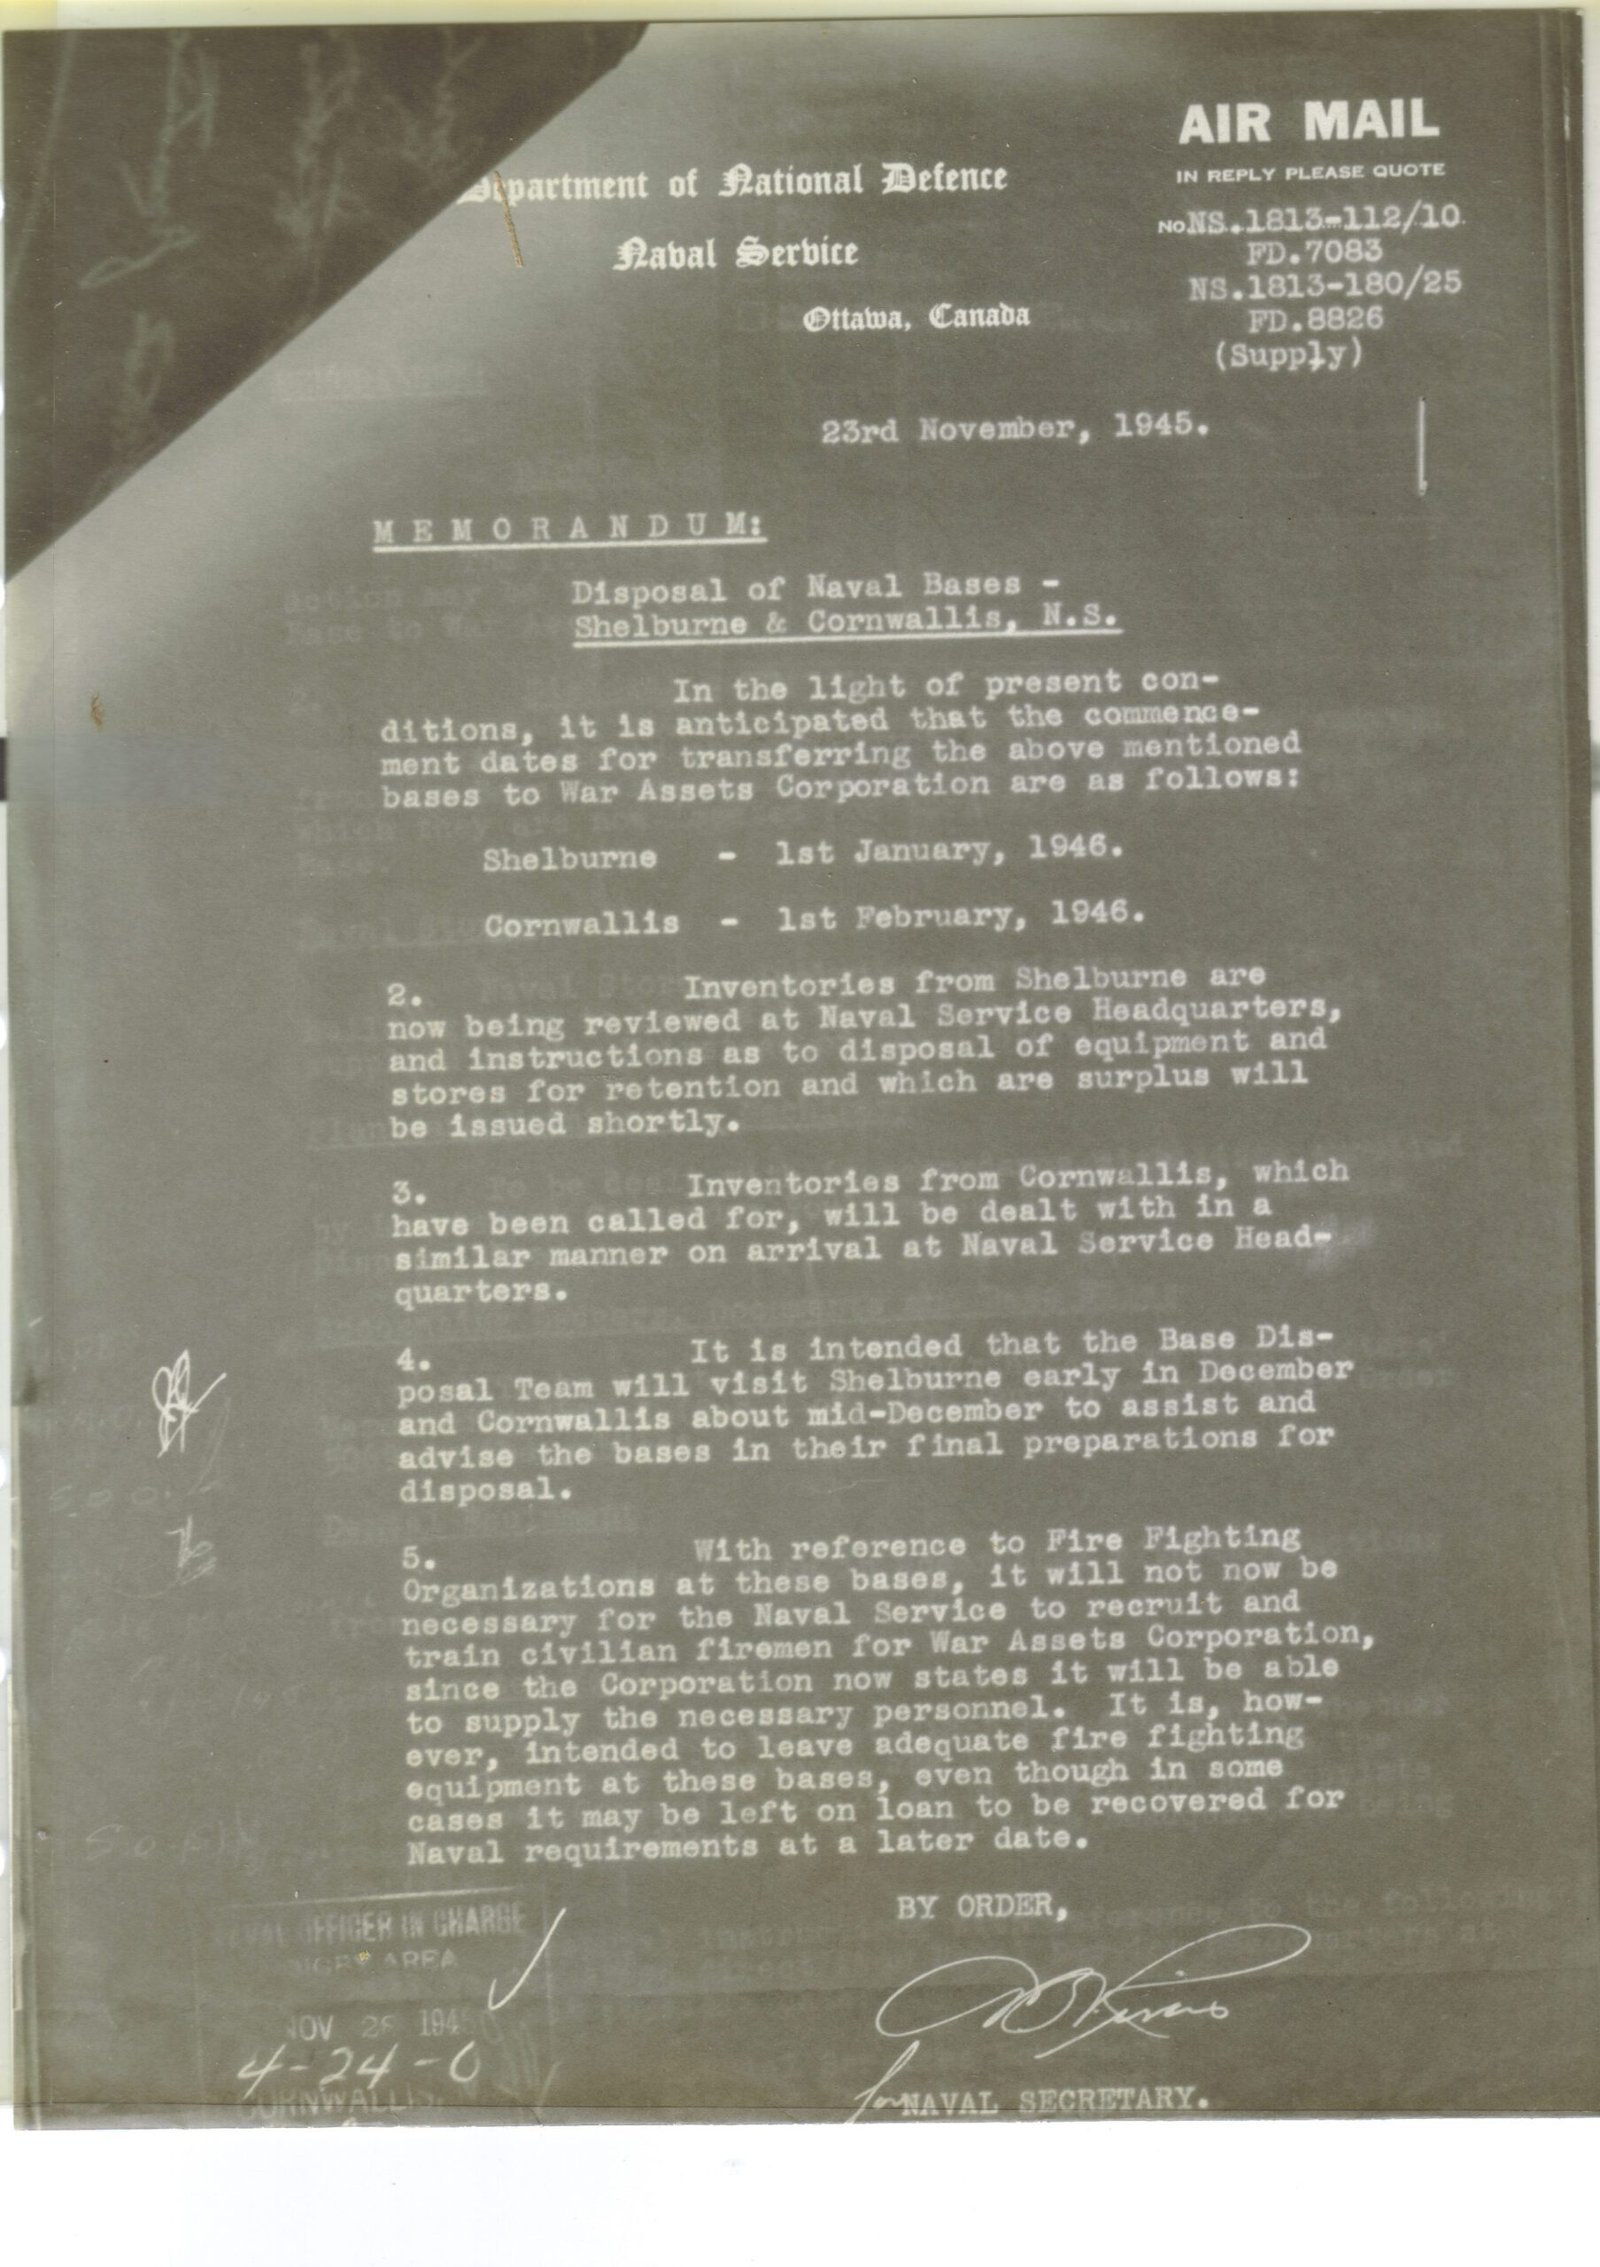 AIR MAIL
Department of National Defence
IN REPLY PLEASE QUOTE
No NS.1813-112/10
Naval Service
FD.7083
NS.1813-180/25
Ottawa, Canada
FD.8826
(Supply)
23rd November, 1945.
MEMORANDUM:
Disposal of Naval Bases -
Shelburne & Cornwallis, N.S.
In the light of present con-
ditions, it is anticipated that the commence-
ment dates for transferring the above mentioned
bases to War Assets Corporation are as follows:
Shelburne - 1st January, 1946.
Cornwallis - 1st February, 1946.
2. Inventories from Shelburne are
now being reviewed at Naval Service Headquarters,
and instructions as to disposal of equipment and
stores for retention and which are surplus will
be issued shortly.
3. Inventories from Cornwallis, which
have been called for, will be dealt with in a
similar manner on arrival at Naval Service Head-
quarters.
4. It is intended that the Base Dis-
posal Team will visit Shelburne early in December
and Cornwallis about mid-December to assist and
advise the bases in their final preparations for
disposal.
5. With reference to Fire Fighting
Organizations at these bases, it will not now be
necessary for the Naval Service to recruit and
train civilian firemen for War Assets Corporation,
since the Corporation now states it will be able
to supply the necessary personnel. It is, how-
ever, intended to leave adequate fire fighting
equipment at these bases, even though in some
cases it may be left on loan to be recovered for
Naval requirements at a later date.
BY ORDER,
NAVAL OFFICER IN CHARGE
AREA
NOV 26 1945
4-24-0
CORNWALLIS,
for NAVAL SECRETARY.